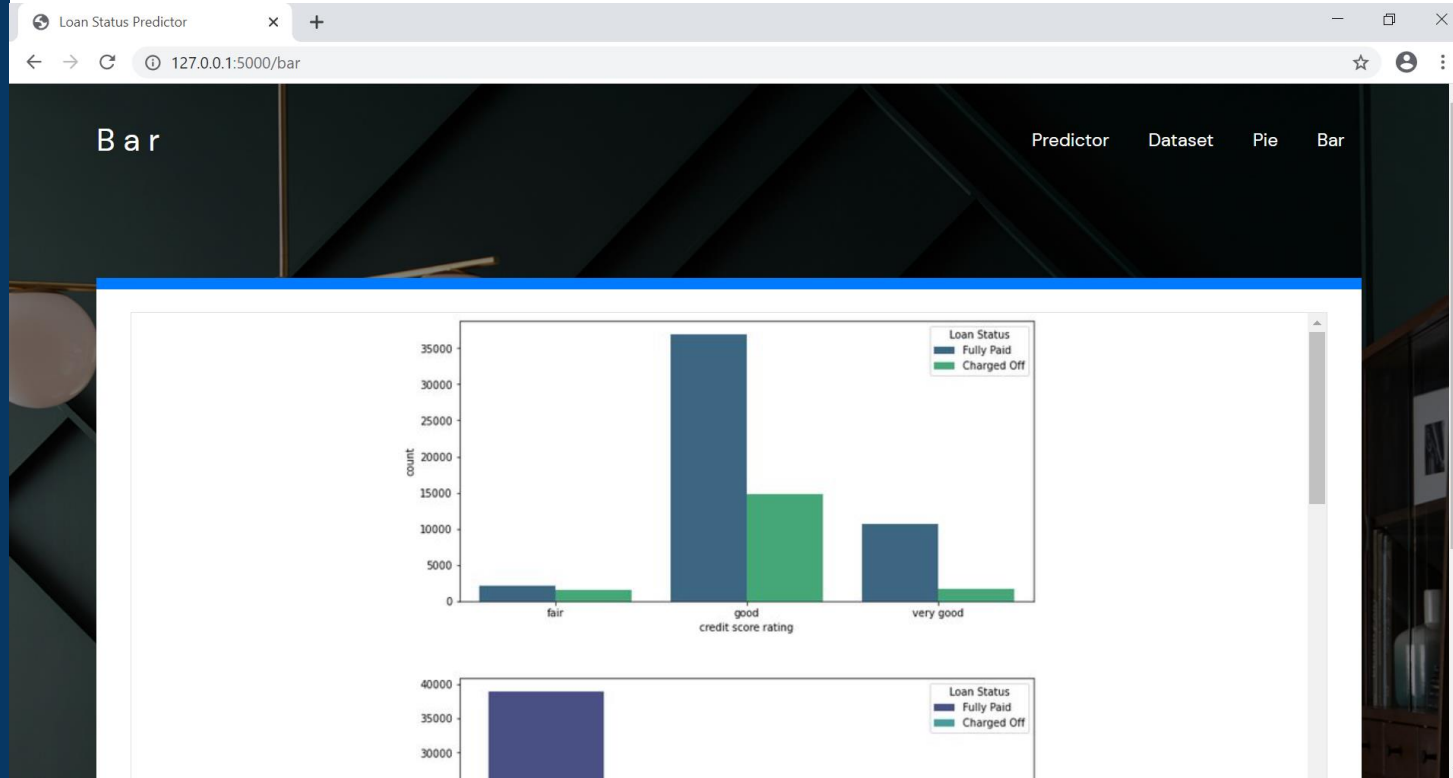 Loan Status Predictor
127.0.0.1:5000/bar
Bar
Predictor Dataset Pie Bar
Loan Status
Fully Paid
Charged Off
35000
30000
25000
20000
15000
10000
5000
0
count
fair good very good
credit score rating
Loan Status
Fully Paid
Charged Off
40000
35000
30000